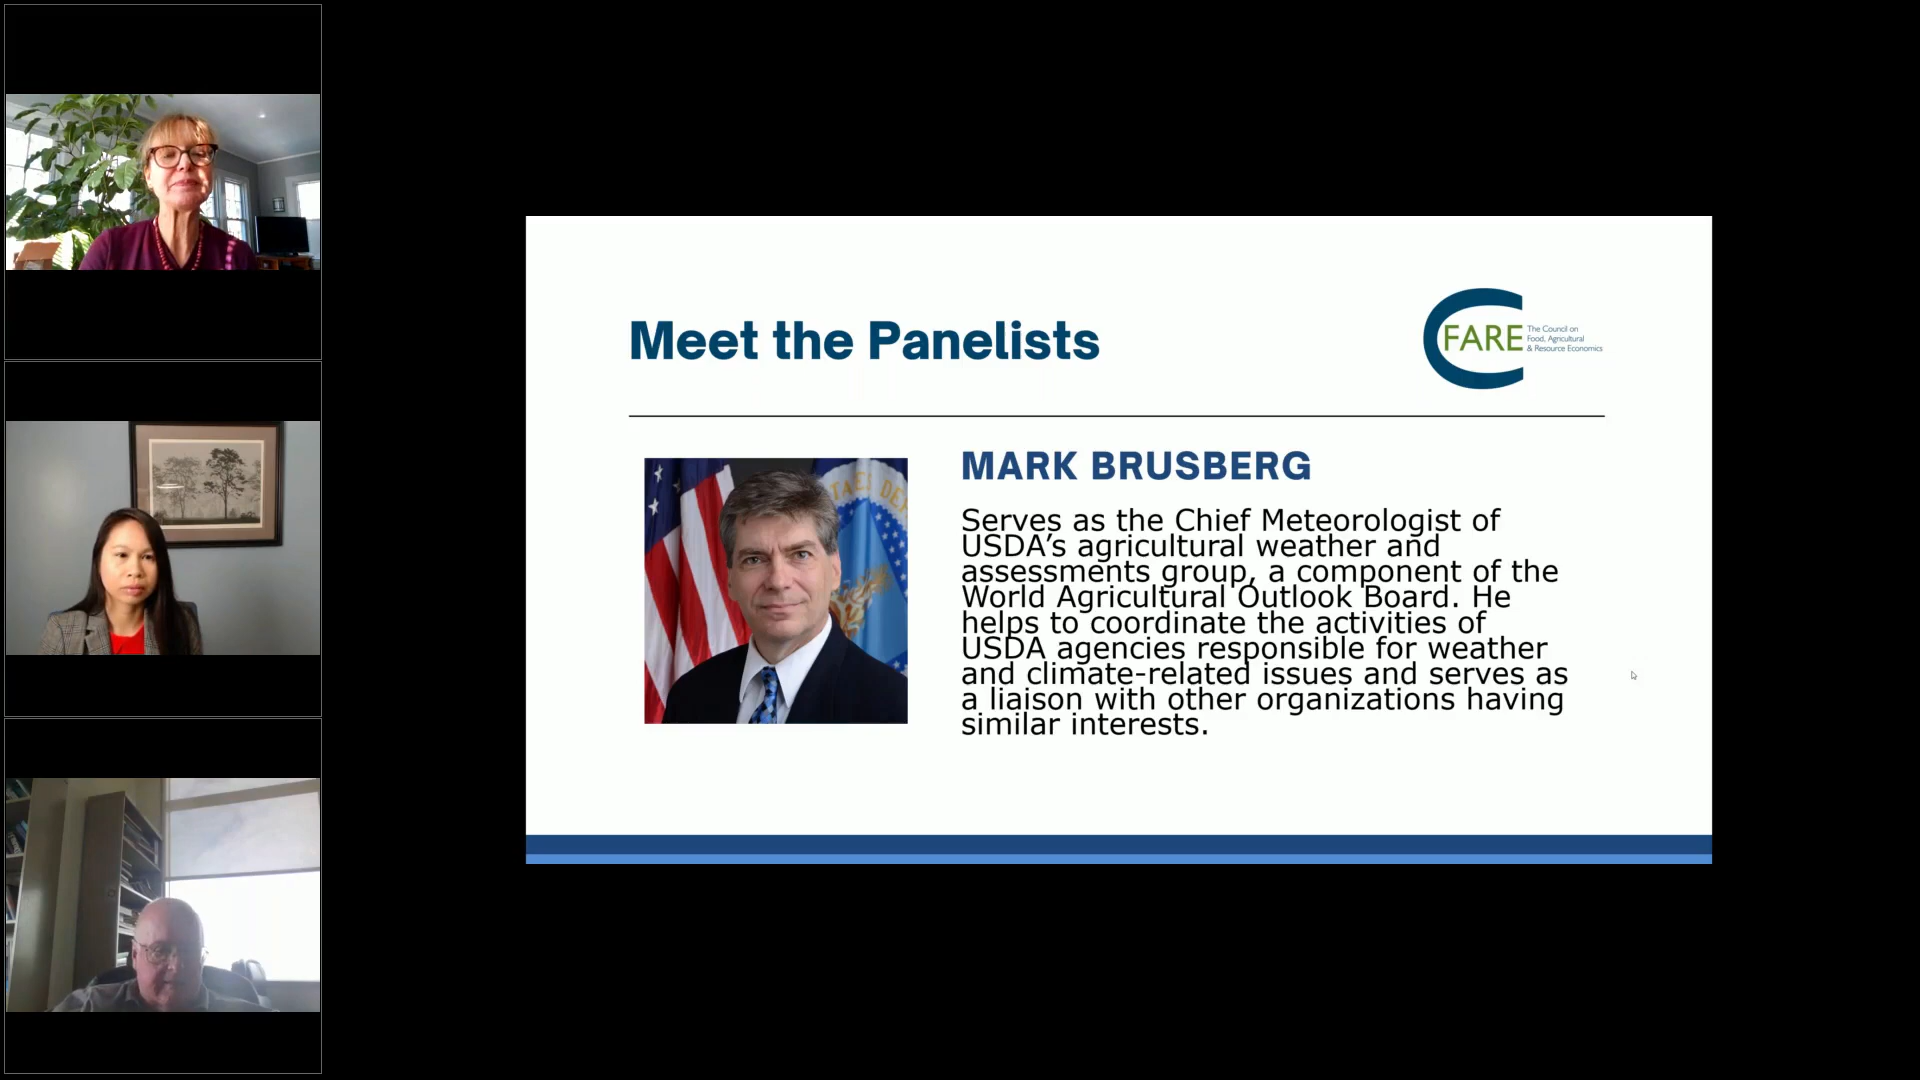 Meet the Panelists
FARE
The Council on
Food, Agricultural
& Resource Economics
MARK BRUSBERG
Serves as the Chief Meteorologist of
USDA’s agricultural weather and
assessments group, a component of the
World Agricultural Outlook Board. He
helps to coordinate the activities of
USDA agencies responsible for weather
and climate-related issues and serves as
a liaison with other organizations having
similar interests.